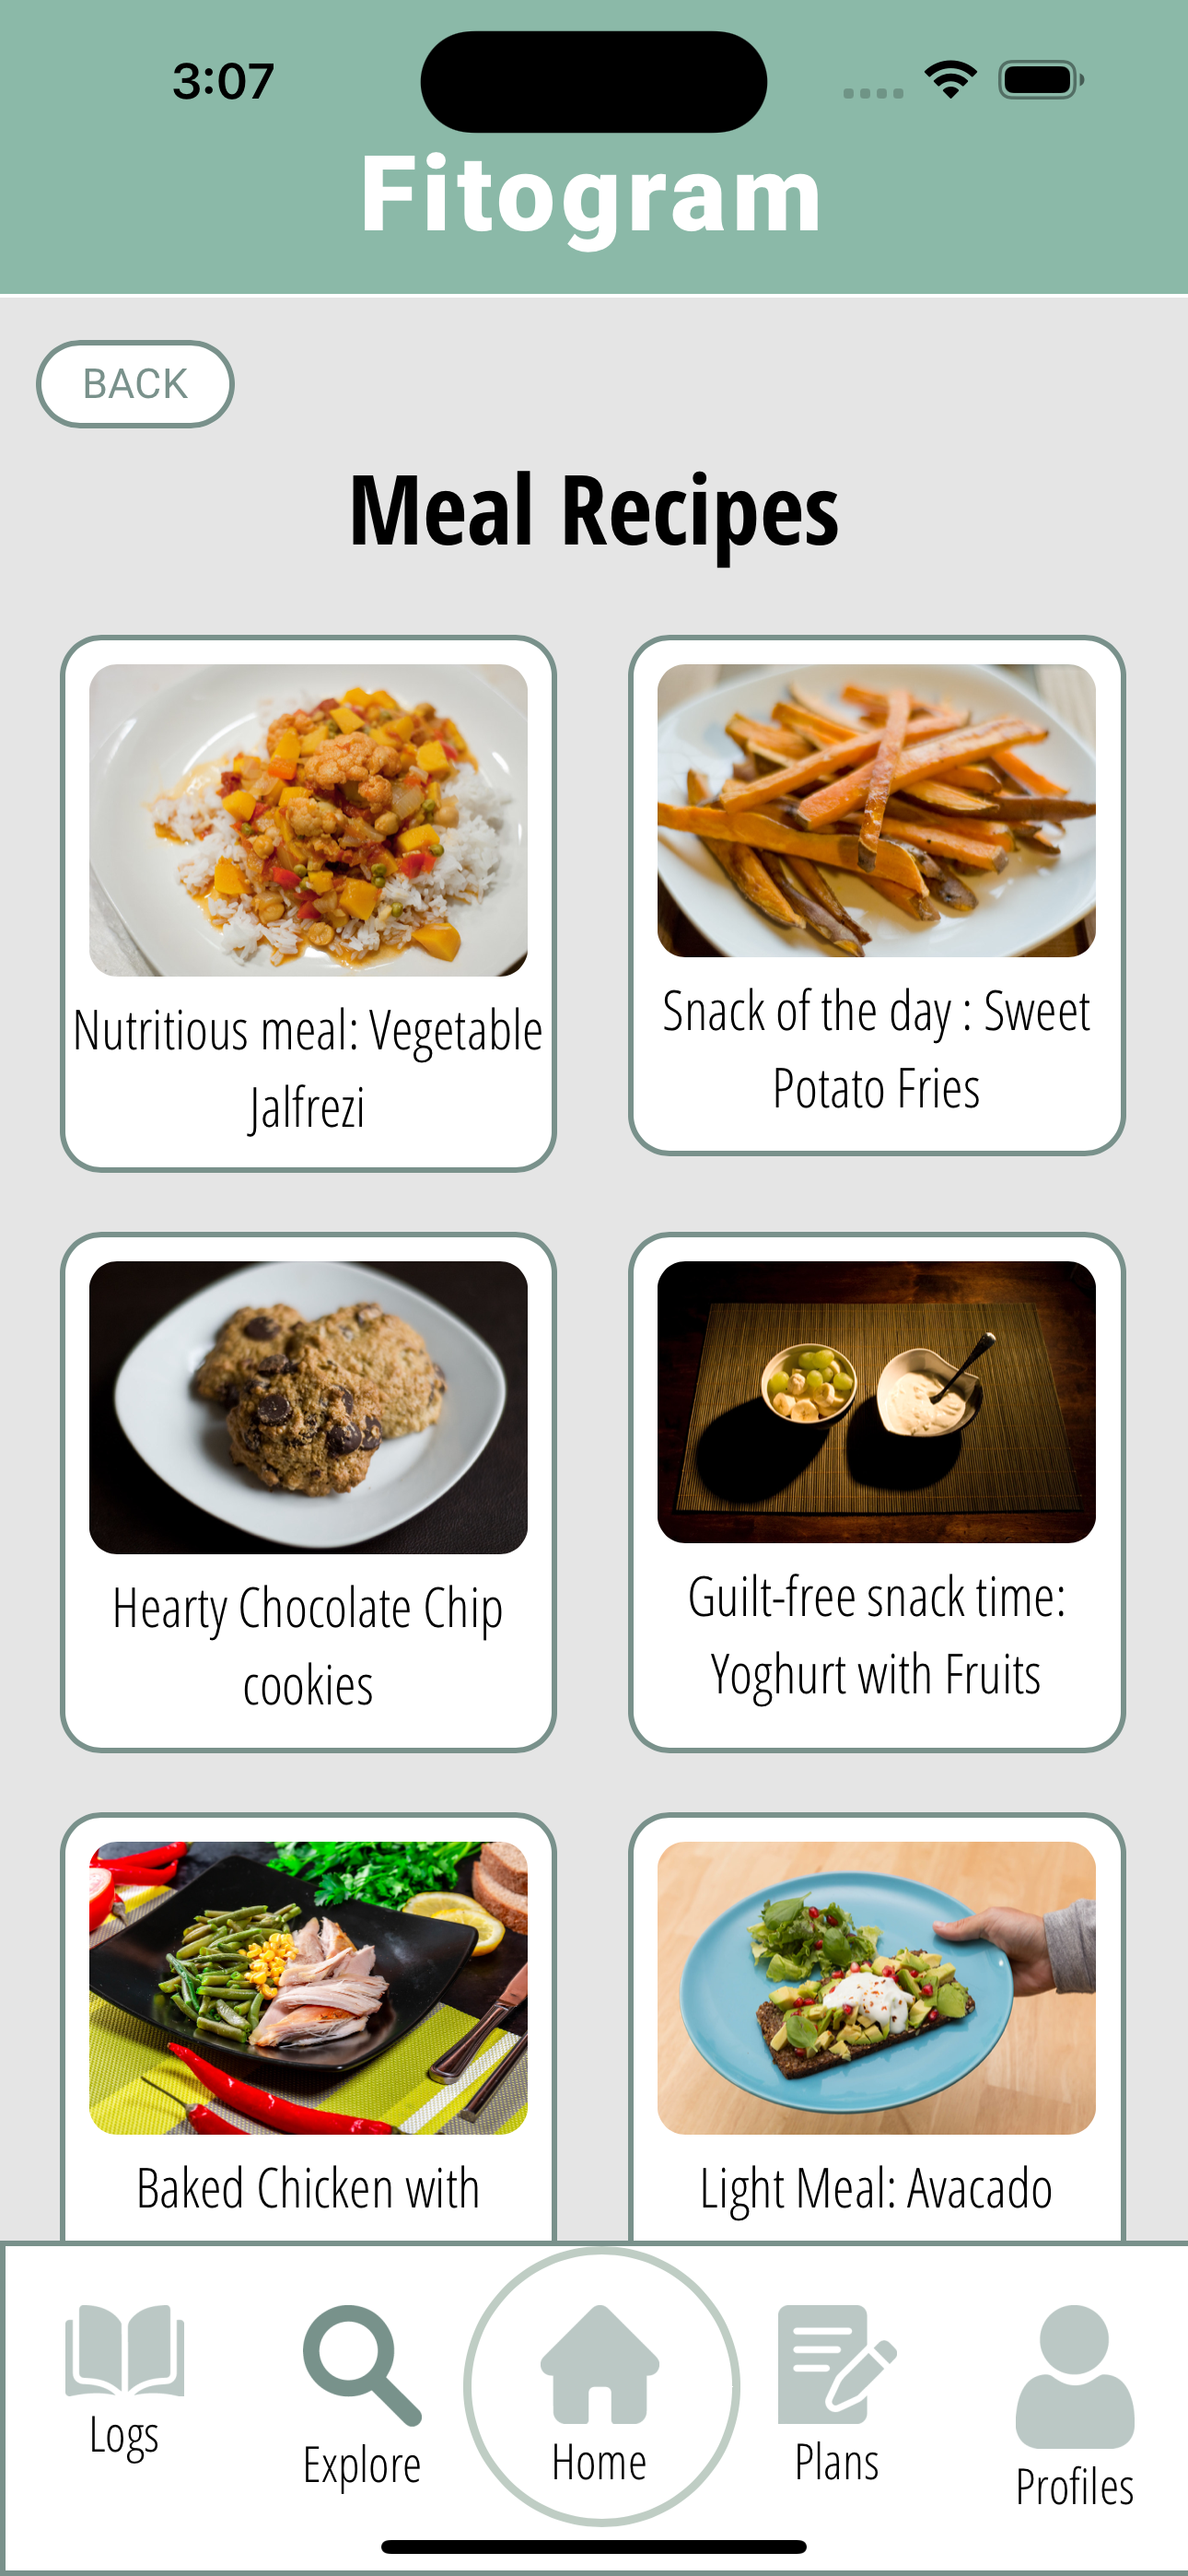 3:07
Fitogram
BACK
Meal Recipes
Nutritious meal: Vegetable
Jalfrezi
Snack of the day : Sweet
Potato Fries
Hearty Chocolate Chip
cookies
Guilt-free snack time:
Yoghurt with Fruits
Baked Chicken with
Light Meal: Avacado
Logs
Explore
Home
Plans
Profiles